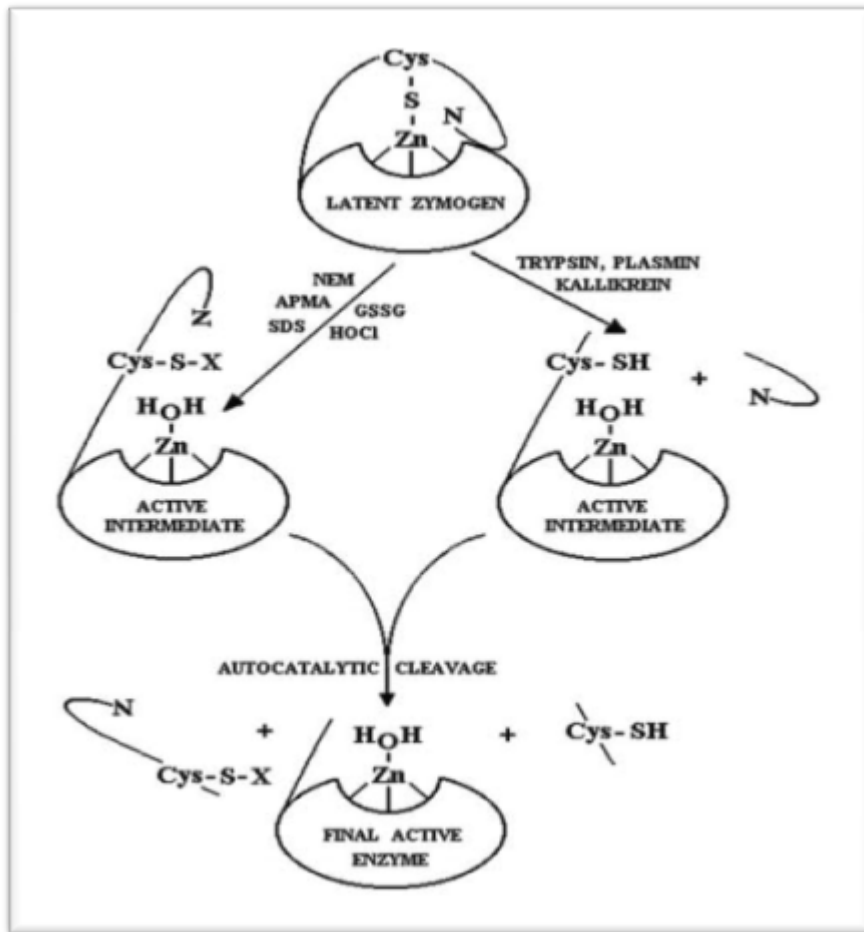 Cys
S
N
Zn
LATENT ZYMOGEN
TRYPSIN, PLASMIN
KALLIKREIN
NEM
APMA
GSSG
SDS
HOCl
N
Cys-S-X
HOH
Zn
ACTIVE
INTERMEDIATE
Cys-SH
+
N
HOH
Zn
ACTIVE
INTERMEDIATE
AUTOCATALYTIC CLEAVAGE
N
Cys-S-X
+
HOH
Zn
FINAL ACTIVE
ENZYME
+
Cys-SH